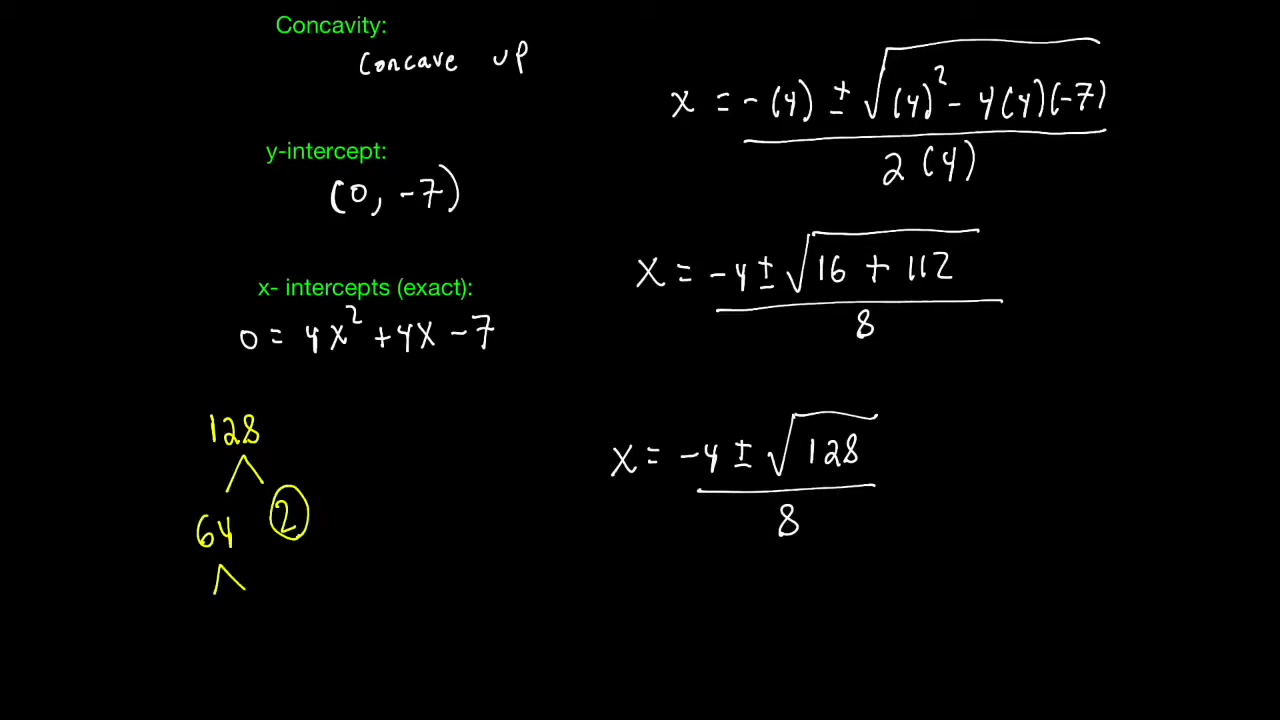 Concavity:
Concave up
y-intercept:
(0, -7)
x- intercepts (exact):
0 = 4x² + 4x - 7
128
64 2
x = -(4) ± √(4)² - 4(4)(-7)
2(4)
x = -4 ± √16 + 112
8
x = -4 ± √128
8